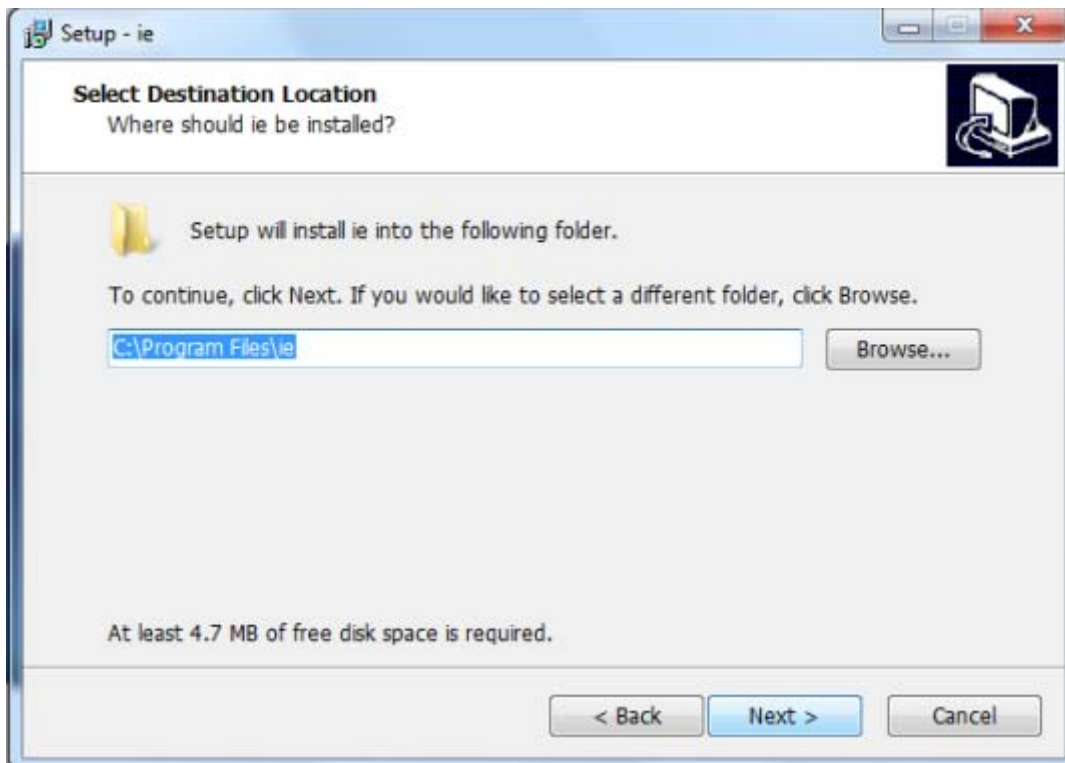 Setup - ie
Select Destination Location
Where should ie be installed?
Setup will install ie into the following folder.
To continue, click Next. If you would like to select a different folder, click Browse.
C:\Program Files\ie
Browse...
At least 4.7 MB of free disk space is required.
< Back
Next >
Cancel